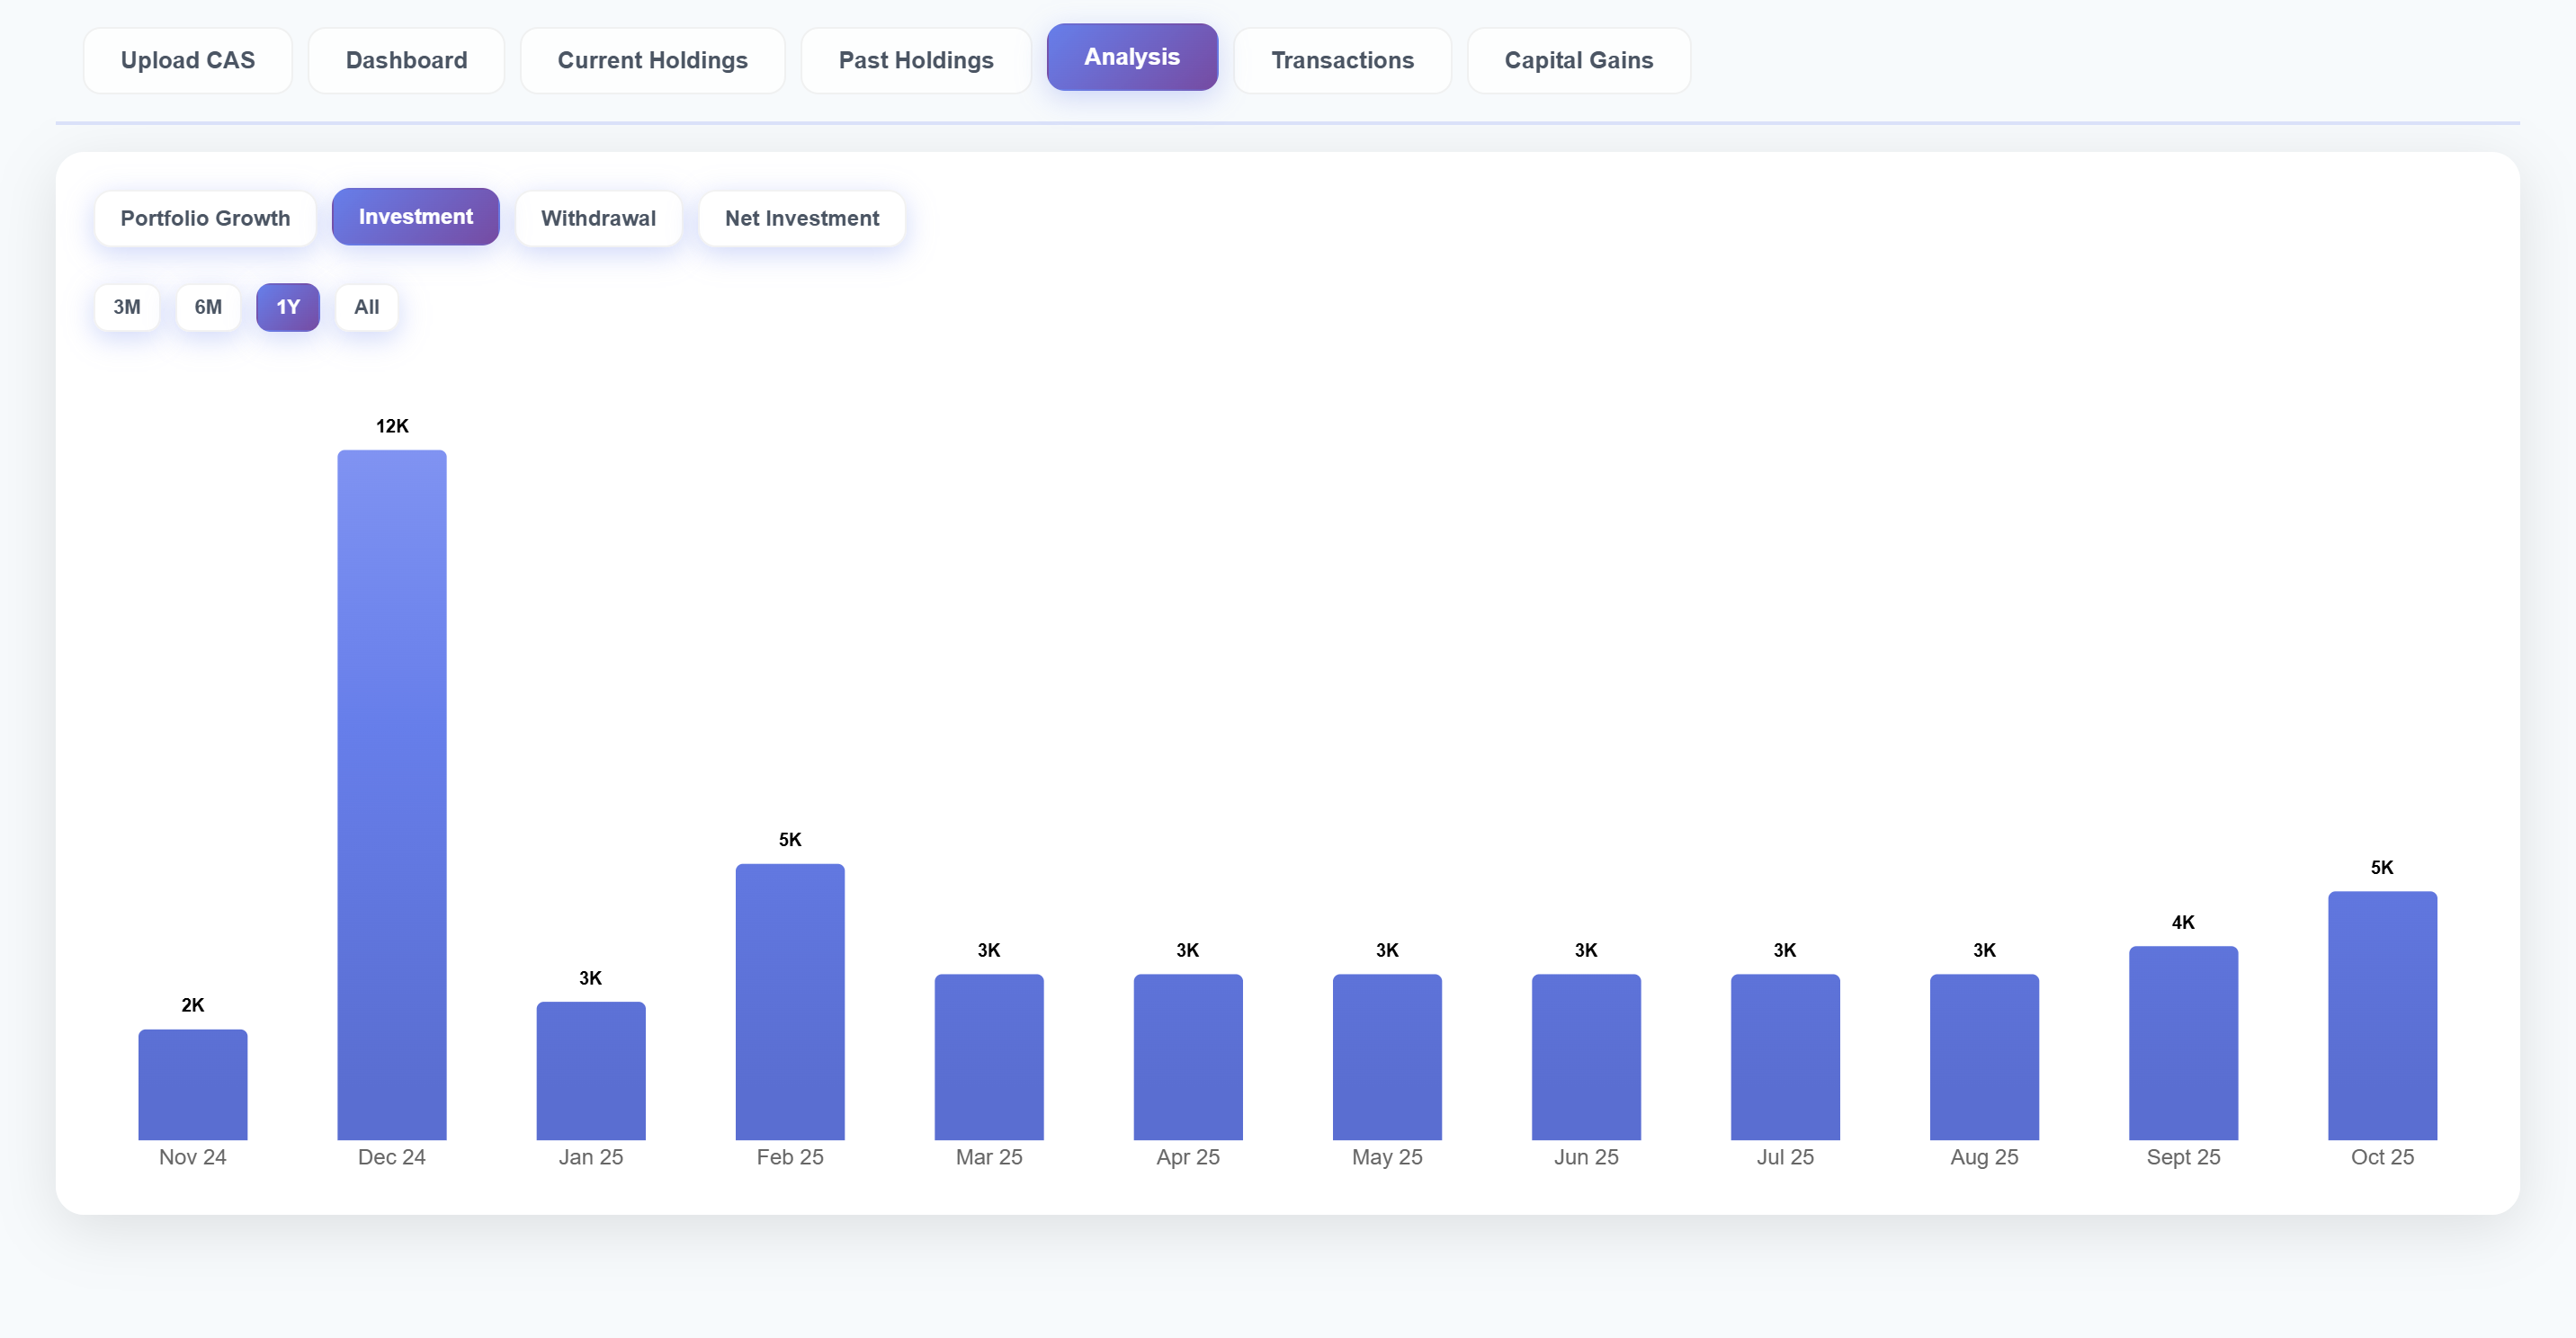 Upload CAS Dashboard Current Holdings Past Holdings Analysis Transactions Capital Gains
Portfolio Growth Investment Withdrawal Net Investment
3M 6M 1Y All
12K
5K
5K
4K
3K 3K 3K 3K 3K 3K
3K
2K
Nov 24 Dec 24 Jan 25 Feb 25 Mar 25 Apr 25 May 25 Jun 25 Jul 25 Aug 25 Sept 25 Oct 25